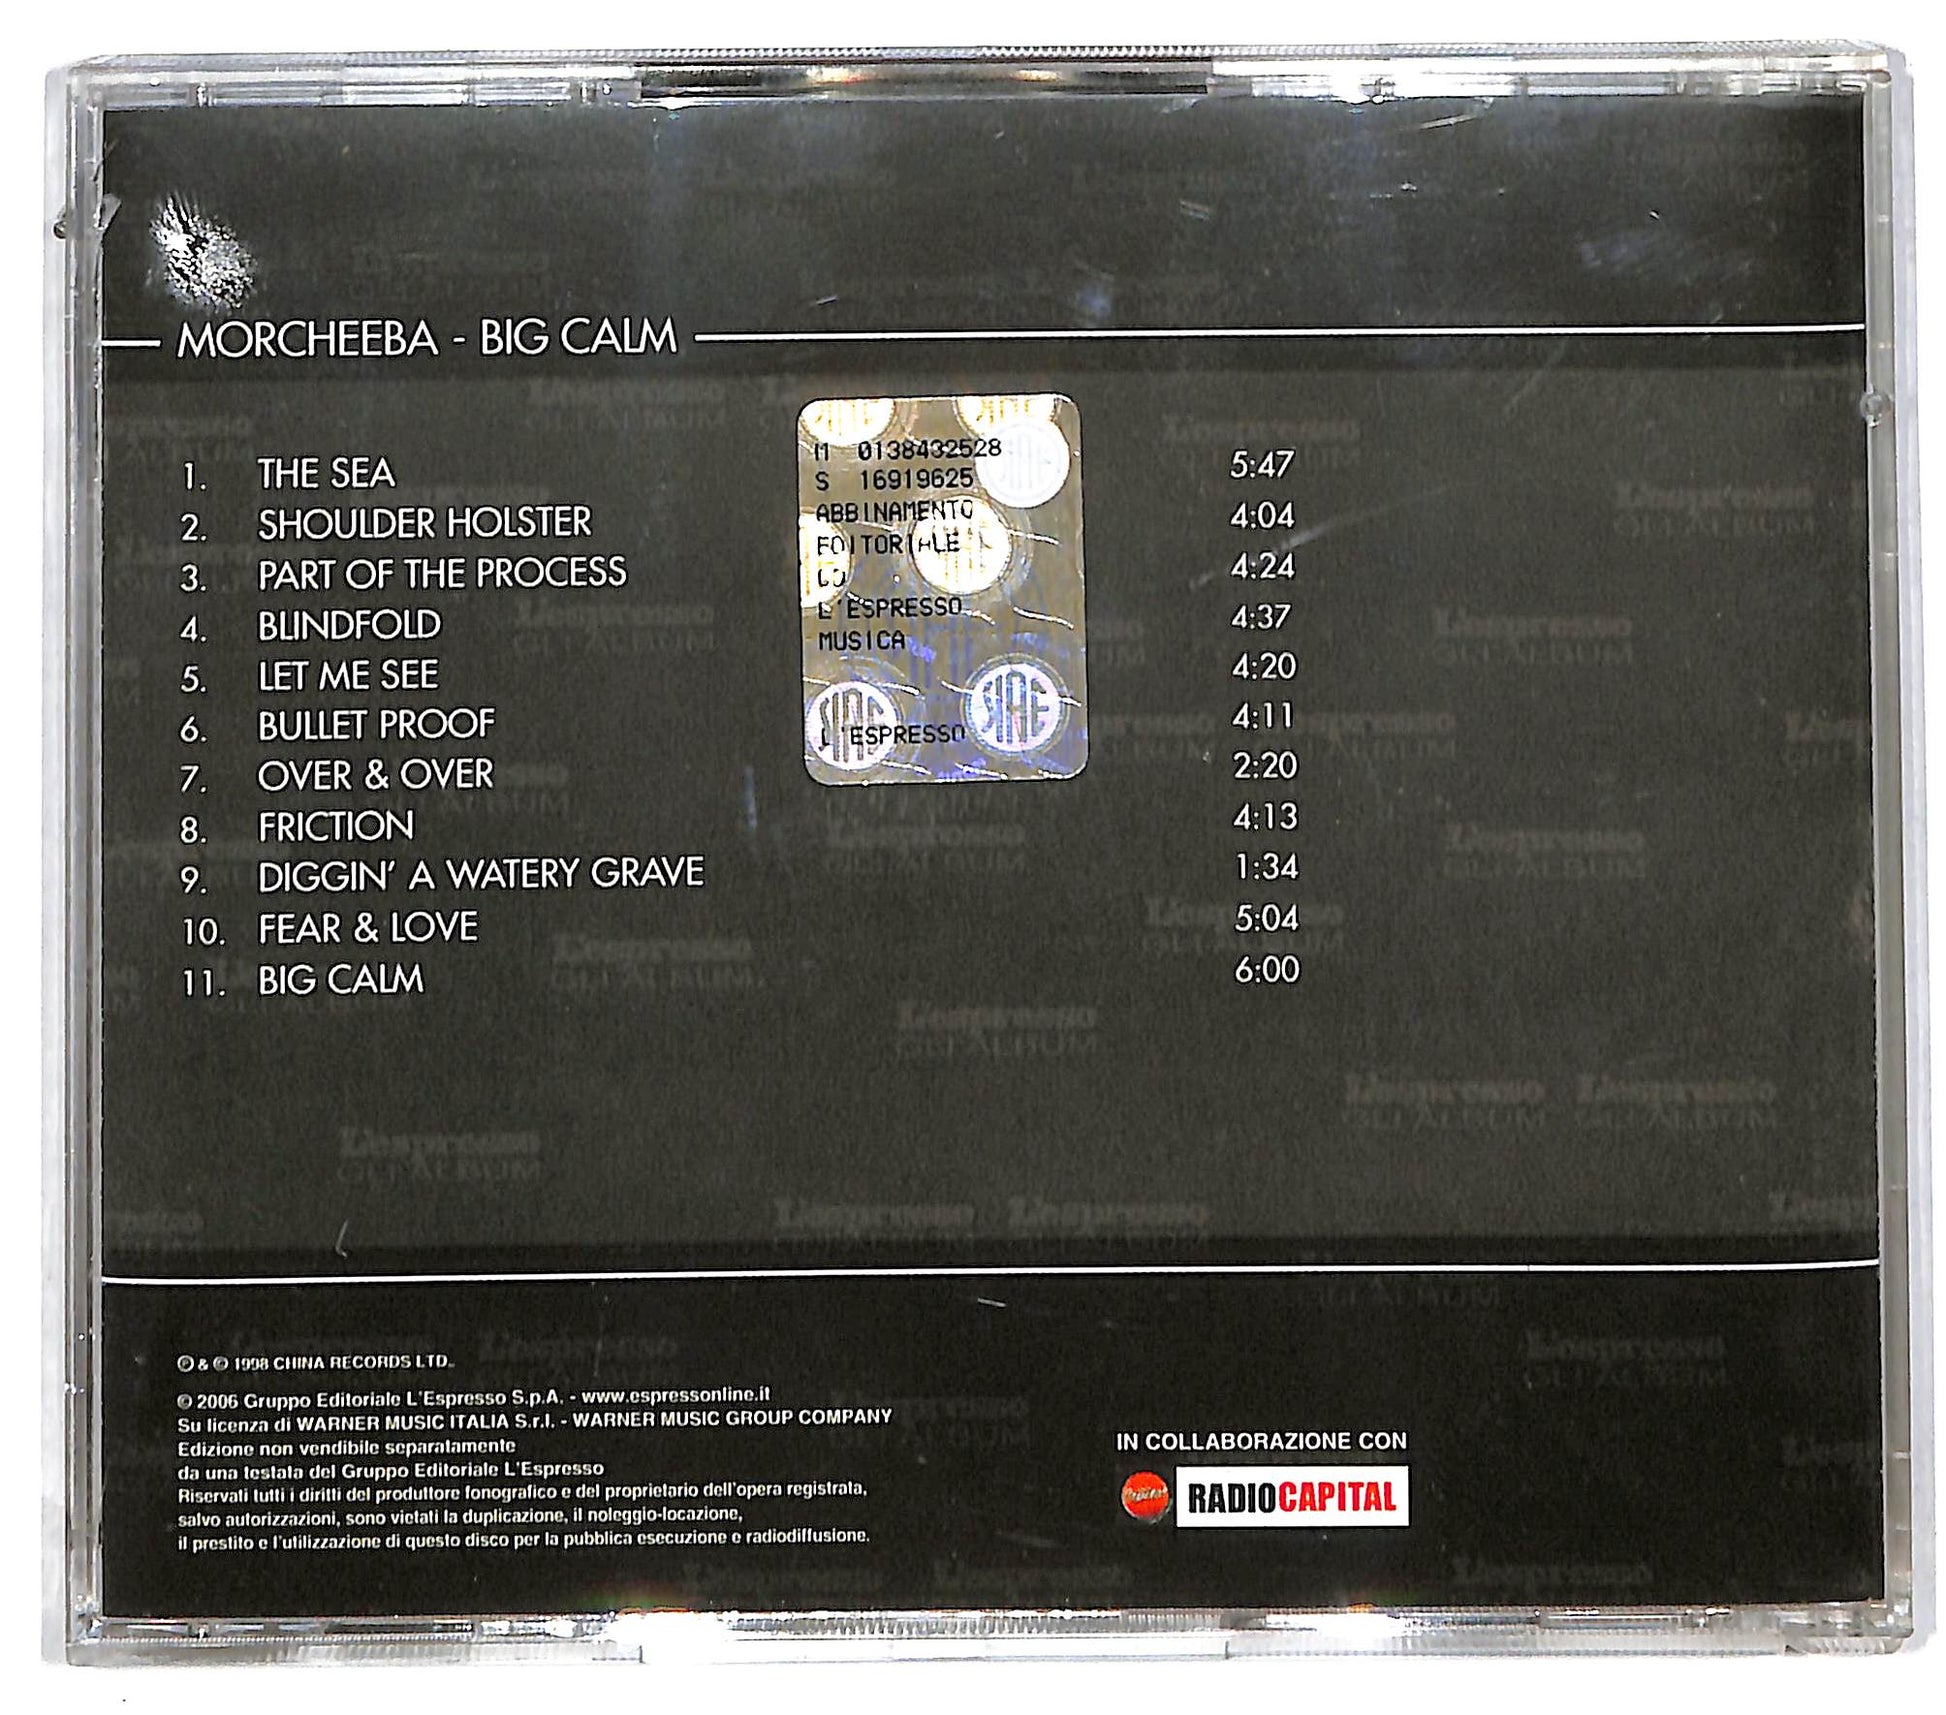 MORCHEEBA - BIG CALM
1. THE SEA 5:47
2. SHOULDER HOLSTER 4:04
3. PART OF THE PROCESS 4:24
4. BLINDFOLD 4:37
5. LET ME SEE 4:20
6. BULLET PROOF 4:11
7. OVER & OVER 2:20
8. FRICTION 4:13
9. DIGGIN' A WATERY GRAVE 1:34
10. FEAR & LOVE 5:04
11. BIG CALM 6:00
M 0138432528
S 16919625
ABBINAMENTO
EDITORIALE
CD
L'ESPRESSO
MUSICA
L'ESPRESSO
SIAE
℗ & © 1998 CHINA RECORDS LTD.
© 2006 Gruppo Editoriale L'Espresso S.p.A. - www.espressonline.it
Su licenza di WARNER MUSIC ITALIA S.r.l. - WARNER MUSIC GROUP COMPANY
Edizione non vendibile separatamente
da una testata del Gruppo Editoriale L'Espresso
Riservati tutti i diritti del produttore fonografico e del proprietario dell'opera registrata,
salvo autorizzazioni, sono vietati la duplicazione, il noleggio-locazione,
il prestito e l'utilizzazione di questo disco per la pubblica esecuzione e radiodiffusione.
IN COLLABORAZIONE CON
RADIOCAPITAL
L'espresso
GLI ALBUM